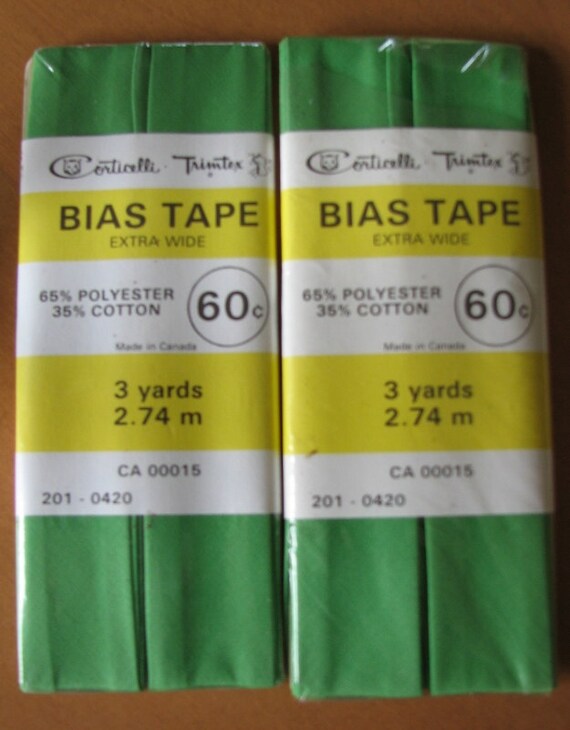 Corticelli · Trimtex
BIAS TAPE
EXTRA WIDE
65% POLYESTER
35% COTTON
60c
Made in Canada
3 yards
2.74 m
CA 00015
201 - 0420
Corticelli · Trimtex
BIAS TAPE
EXTRA WIDE
65% POLYESTER
35% COTTON
60c
Made in Canada
3 yards
2.74 m
CA 00015
201 - 0420